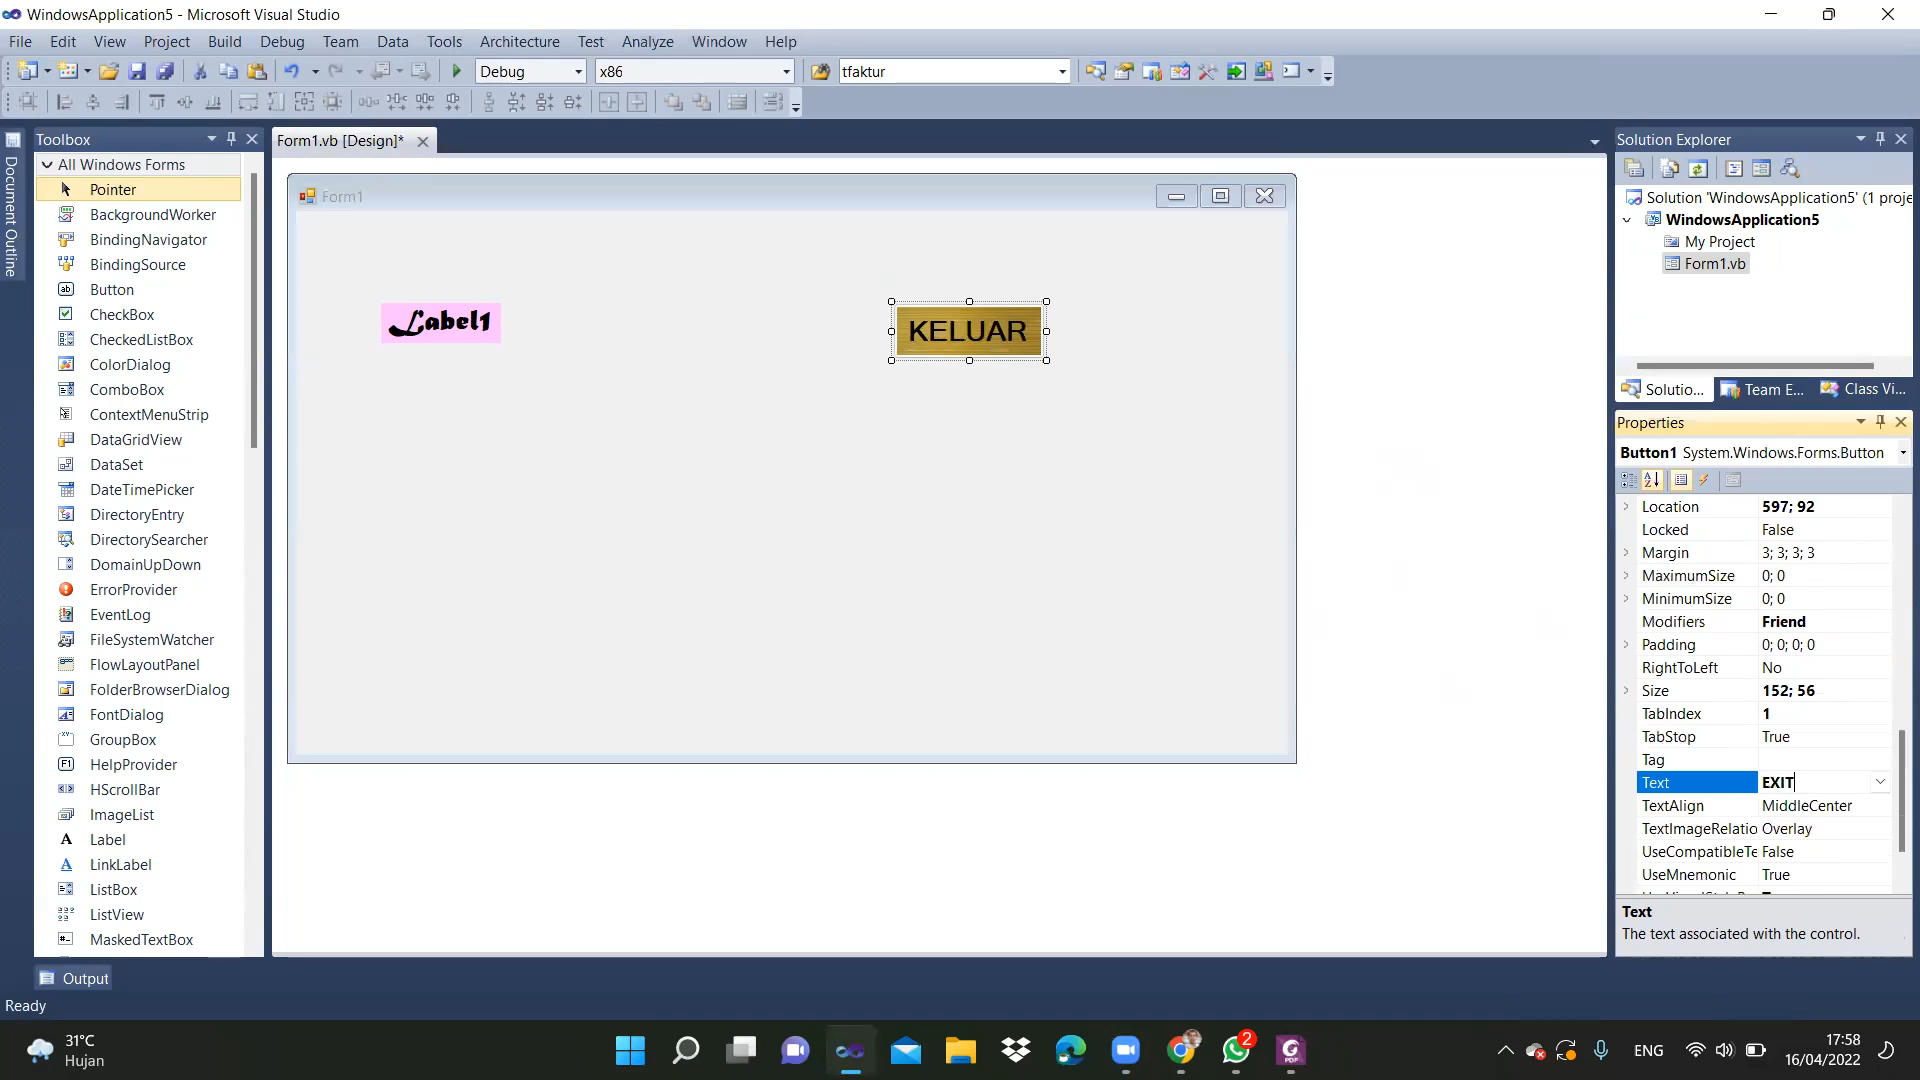 WindowsApplication5 - Microsoft Visual Studio
File Edit View Project Build Debug Team Data Tools Architecture Test Analyze Window Help
Debug x86 tfaktur
Document Outline
Toolbox
All Windows Forms
Pointer
BackgroundWorker
BindingNavigator
BindingSource
Button
CheckBox
CheckedListBox
ColorDialog
ComboBox
ContextMenuStrip
DataGridView
DataSet
DateTimePicker
DirectoryEntry
DirectorySearcher
DomainUpDown
ErrorProvider
EventLog
FileSystemWatcher
FlowLayoutPanel
FolderBrowserDialog
FontDialog
GroupBox
HelpProvider
HScrollBar
ImageList
Label
LinkLabel
ListBox
ListView
MaskedTextBox
Form1.vb [Design]*
Form1
Label1
KELUAR
Solution Explorer
Solution 'WindowsApplication5' (1 proje
WindowsApplication5
My Project
Form1.vb
Solutio... Team E... Class Vi...
Properties
Button1 System.Windows.Forms.Button
Location 597; 92
Locked False
Margin 3; 3; 3; 3
MaximumSize 0; 0
MinimumSize 0; 0
Modifiers Friend
Padding 0; 0; 0; 0
RightToLeft No
Size 152; 56
TabIndex 1
TabStop True
Tag
Text EXIT
TextAlign MiddleCenter
TextImageRelatio Overlay
UseCompatibleTe False
UseMnemonic True
Text
The text associated with the control.
Output
Ready
31°C
Hujan
2
PDF
ENG
17:58
16/04/2022